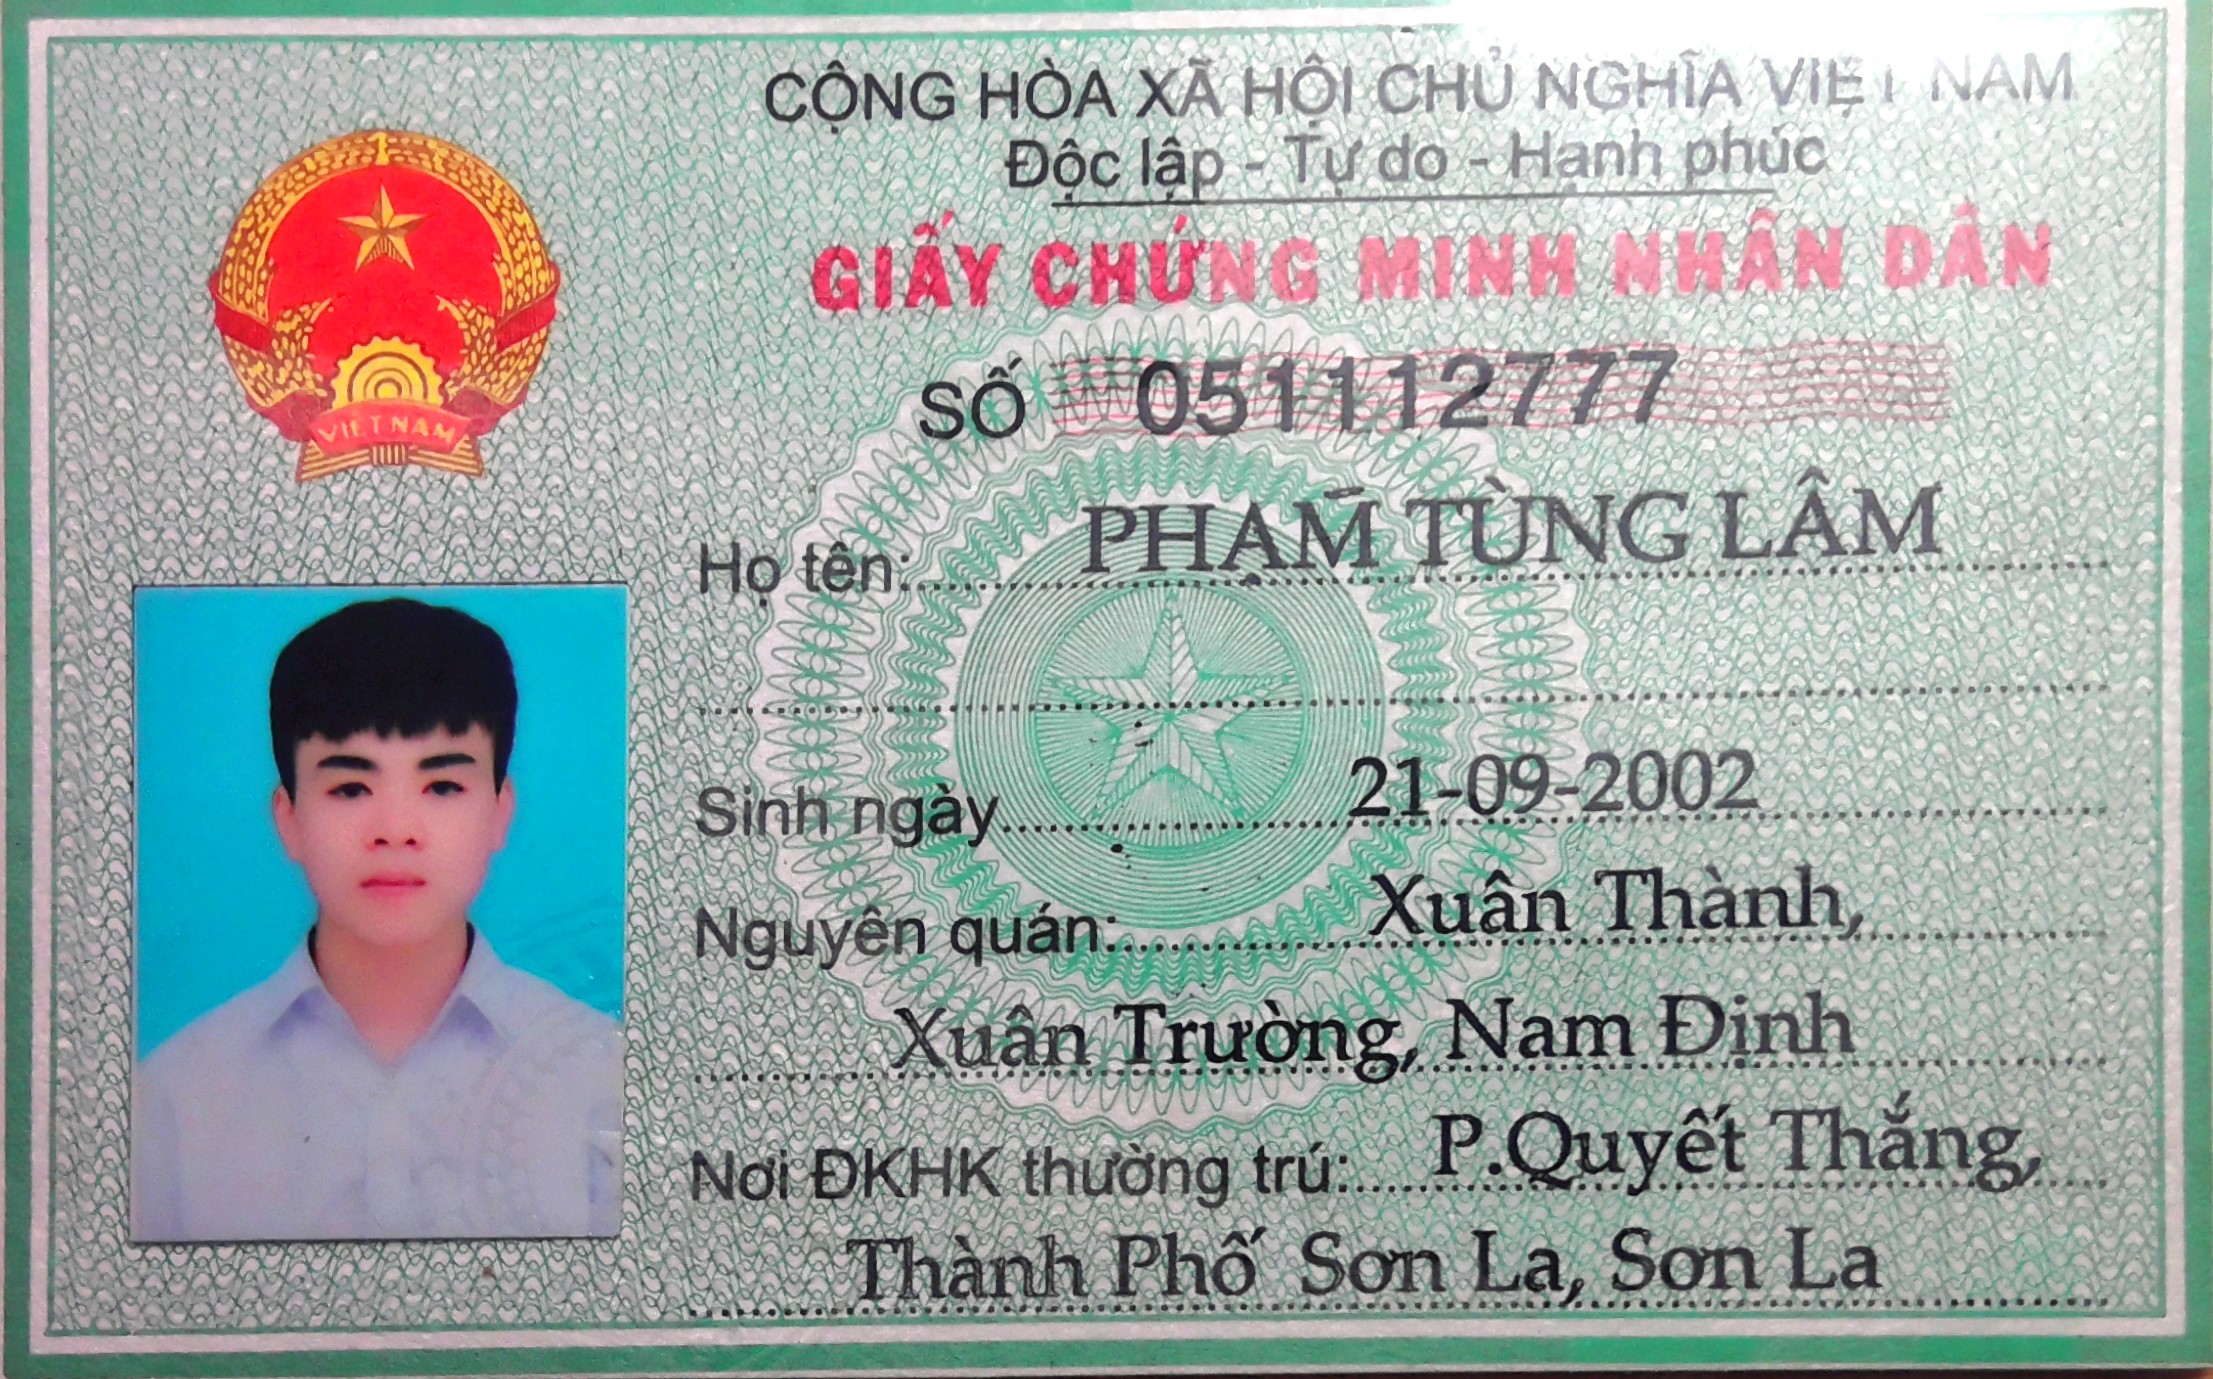 CỘNG HÒA XÃ HỘI CHỦ NGHĨA VIỆT NAM
Độc lập - Tự do - Hạnh phúc
GIẤY CHỨNG MINH NHÂN DÂN
VIET NAM
SỐ 051112777
Họ tên: PHẠM TÙNG LÂM
Sinh ngày 21-09-2002
Nguyên quán: Xuân Thành,
Xuân Trường, Nam Định
Nơi ĐKHK thường trú: P.Quyết Thắng,
Thành Phố Sơn La, Sơn La